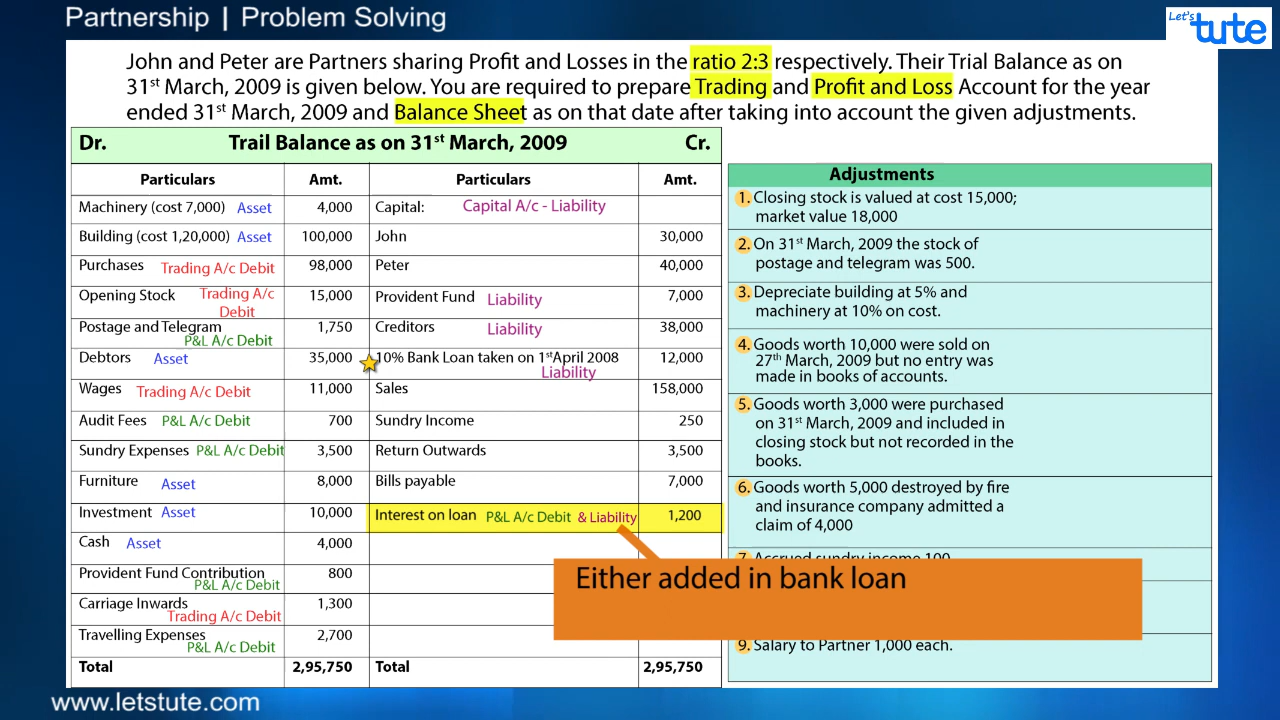 Partnership | Problem Solving
Let's
tute
John and Peter are Partners sharing Profit and Losses in the ratio 2:3 respectively. Their Trial Balance as on
31st March, 2009 is given below. You are required to prepare Trading and Profit and Loss Account for the year
ended 31st March, 2009 and Balance Sheet as on that date after taking into account the given adjustments.
Dr. Trail Balance as on 31st March, 2009 Cr.
Particulars Amt. Particulars Amt.
Machinery (cost 7,000) Asset 4,000 Capital: Capital A/c - Liability
Building (cost 1,20,000) Asset 100,000 John 30,000
Purchases Trading A/c Debit 98,000 Peter 40,000
Opening Stock Trading A/c Debit 15,000 Provident Fund Liability 7,000
Postage and Telegram P&L A/c Debit 1,750 Creditors Liability 38,000
Debtors Asset 35,000 10% Bank Loan taken on 1st April 2008 Liability 12,000
Wages Trading A/c Debit 11,000 Sales 158,000
Audit Fees P&L A/c Debit 700 Sundry Income 250
Sundry Expenses P&L A/c Debit 3,500 Return Outwards 3,500
Furniture Asset 8,000 Bills payable 7,000
Investment Asset 10,000 Interest on loan P&L A/c Debit & Liability 1,200
Cash Asset 4,000
Provident Fund Contribution P&L A/c Debit 800
Carriage Inwards Trading A/c Debit 1,300
Travelling Expenses P&L A/c Debit 2,700
Total 2,95,750 Total 2,95,750
Adjustments
1. Closing stock is valued at cost 15,000;
market value 18,000
2. On 31st March, 2009 the stock of
postage and telegram was 500.
3. Depreciate building at 5% and
machinery at 10% on cost.
4. Goods worth 10,000 were sold on
27th March, 2009 but no entry was
made in books of accounts.
5. Goods worth 3,000 were purchased
on 31st March, 2009 and included in
closing stock but not recorded in the
books.
6. Goods worth 5,000 destroyed by fire
and insurance company admitted a
claim of 4,000
7. Accrued sundry income 100
Either added in bank loan
9. Salary to Partner 1,000 each.
www.letstute.com